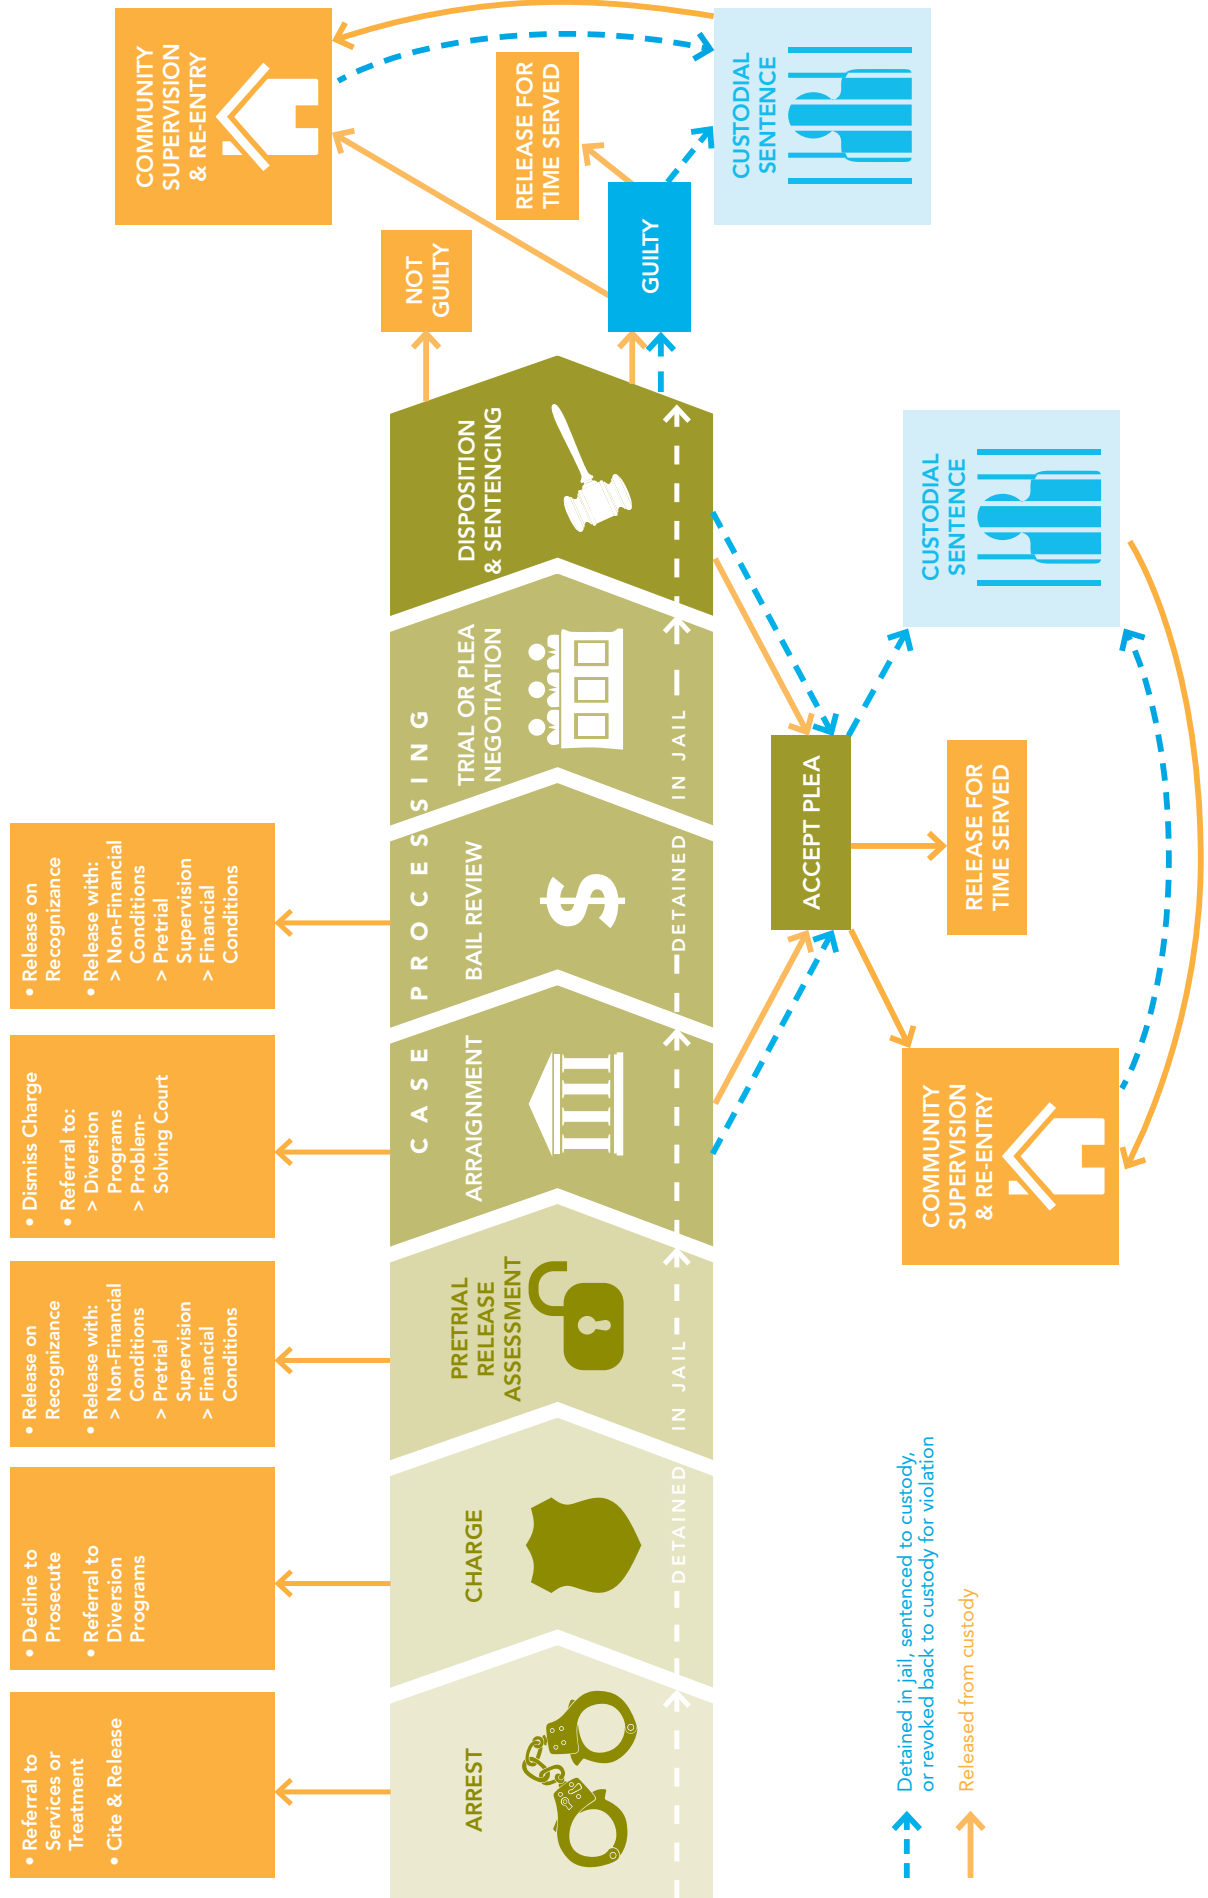 • Referral to
Services or
Treatment
• Cite & Release
• Decline to
Prosecute
• Referral to
Diversion
Programs
• Release on
Recognizance
• Release with:
> Non-Financial
Conditions
> Pretrial
Supervision
> Financial
Conditions
• Dismiss Charge
• Referral to:
> Diversion
Programs
> Problem-
Solving Court
• Release on
Recognizance
• Release with:
> Non-Financial
Conditions
> Pretrial
Supervision
> Financial
Conditions
CASE PROCESSING
ARREST
CHARGE
PRETRIAL
RELEASE
ASSESSMENT
ARRAIGNMENT
BAIL REVIEW
TRIAL OR PLEA
NEGOTIATION
DISPOSITION
& SENTENCING
DETAINED IN JAIL
DETAINED IN JAIL
NOT
GUILTY
GUILTY
COMMUNITY
SUPERVISION
& RE-ENTRY
RELEASE FOR
TIME SERVED
CUSTODIAL
SENTENCE
ACCEPT PLEA
COMMUNITY
SUPERVISION
& RE-ENTRY
RELEASE FOR
TIME SERVED
CUSTODIAL
SENTENCE
Detained in jail, sentenced to custody,
or revoked back to custody for violation
Released from custody